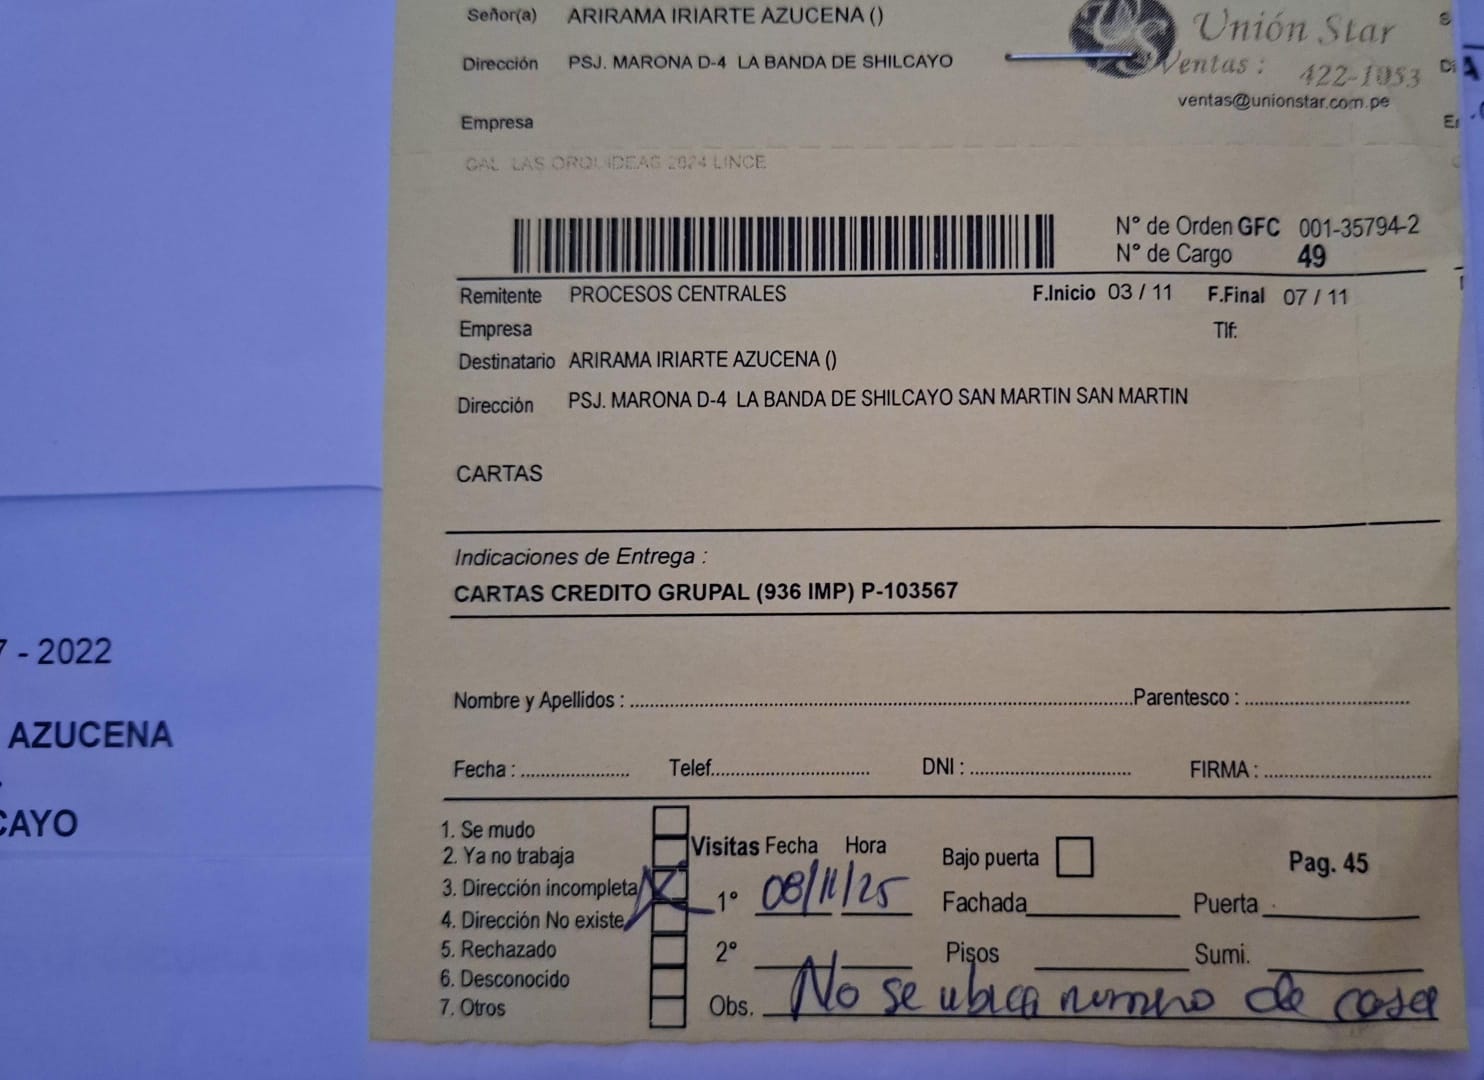 Señor(a) ARIRAMA IRIARTE AZUCENA ()
Dirección PSJ. MARONA D-4 LA BANDA DE SHILCAYO
Empresa
Unión Star
Ventas : 422-1053
ventas@unionstar.com.pe
CAL LAS ORQUIDEAS 2624 LINCE
N° de Orden GFC 001-35794-2
N° de Cargo 49
Remitente PROCESOS CENTRALES F.Inicio 03 / 11 F.Final 07 / 11
Empresa Tlf:
Destinatario ARIRAMA IRIARTE AZUCENA ()
Dirección PSJ. MARONA D-4 LA BANDA DE SHILCAYO SAN MARTIN SAN MARTIN
CARTAS
Indicaciones de Entrega :
CARTAS CREDITO GRUPAL (936 IMP) P-103567
Nombre y Apellidos : Parentesco :
Fecha : Telef. DNI : FIRMA :
1. Se mudo
2. Ya no trabaja
3. Dirección incompleta
4. Dirección No existe
5. Rechazado
6. Desconocido
7. Otros
Visitas Fecha Hora Bajo puerta Pag. 45
1° 08/11/25 Fachada Puerta
2° Pisos Sumi.
Obs. No se ubica numero de casa
- 2022
AZUCENA
CAYO